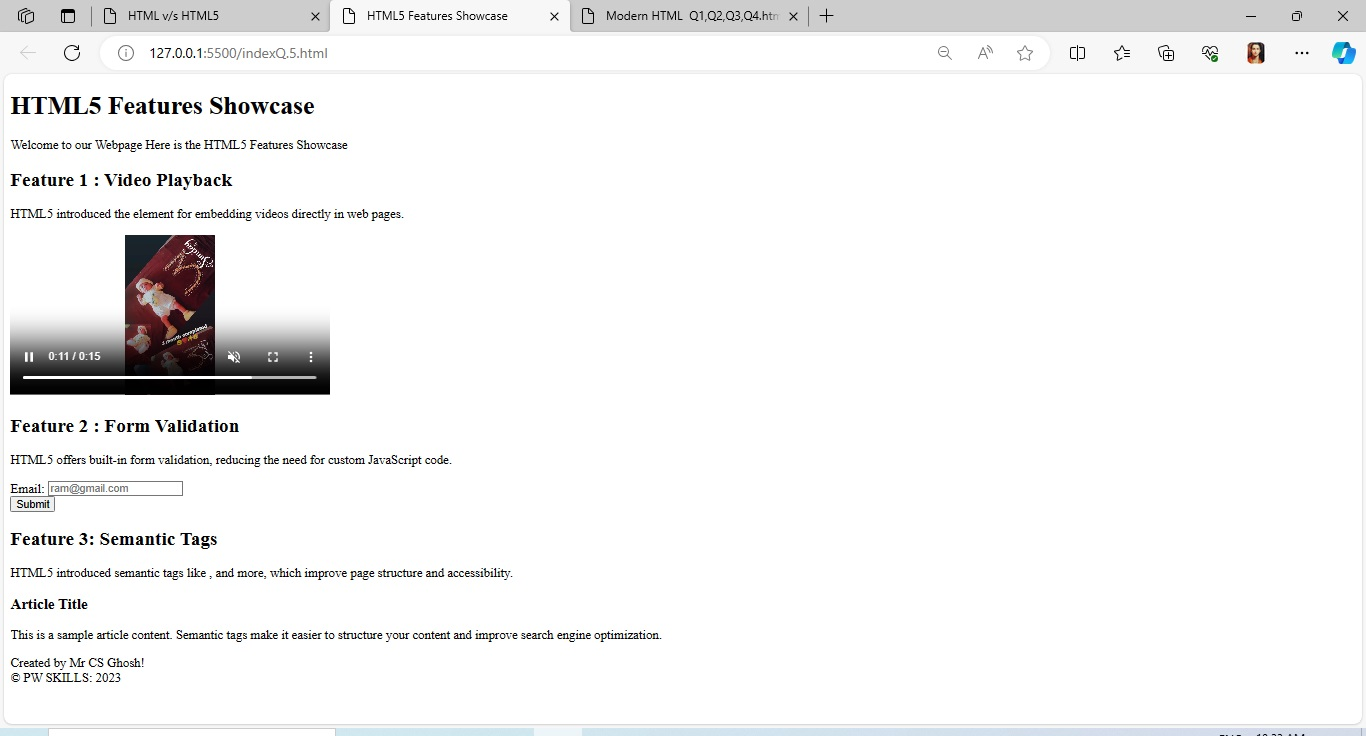 HTML v/s HTML5
HTML5 Features Showcase
Modern HTML Q1,Q2,Q3,Q4.htm
127.0.0.1:5500/indexQ.5.html
HTML5 Features Showcase
Welcome to our Webpage Here is the HTML5 Features Showcase
Feature 1 : Video Playback
HTML5 introduced the element for embedding videos directly in web pages.
0:11 / 0:15
Feature 2 : Form Validation
HTML5 offers built-in form validation, reducing the need for custom JavaScript code.
Email: ram@gmail.com
Submit
Feature 3: Semantic Tags
HTML5 introduced semantic tags like , and more, which improve page structure and accessibility.
Article Title
This is a sample article content. Semantic tags make it easier to structure your content and improve search engine optimization.
Created by Mr CS Ghosh!
© PW SKILLS: 2023